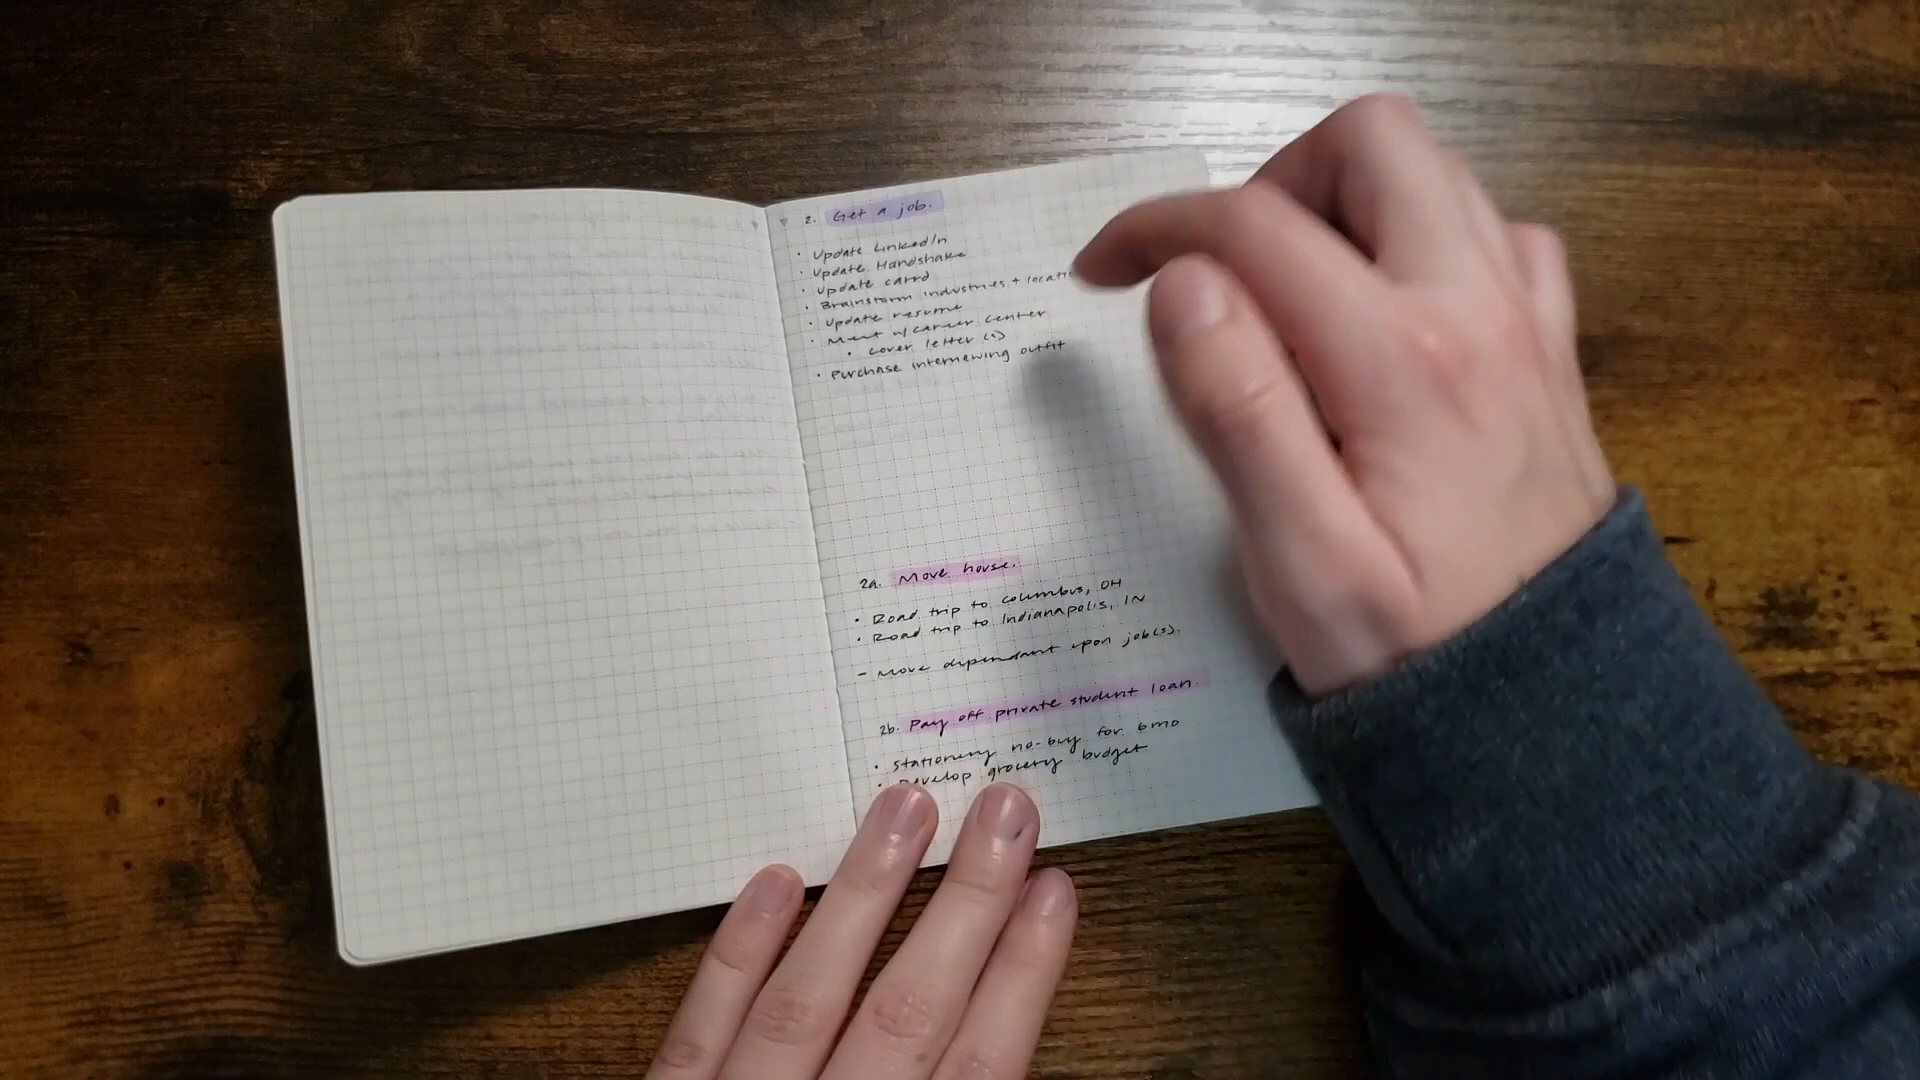 2. Get a job.
· Update LinkedIn
· Update Handshake
· Update carrd
· Brainstorm industries + locatio
· Update resume
· Meet w/ career center
· cover letter(s)
· Purchase interviewing outfit
2a. Move house.
· Road trip to Columbus, OH
· Road trip to Indianapolis, IN
- Move dependant upon job(s).
2b. Pay off private student loan.
· Stationery no-buy for 6mo
· Develop grocery budget